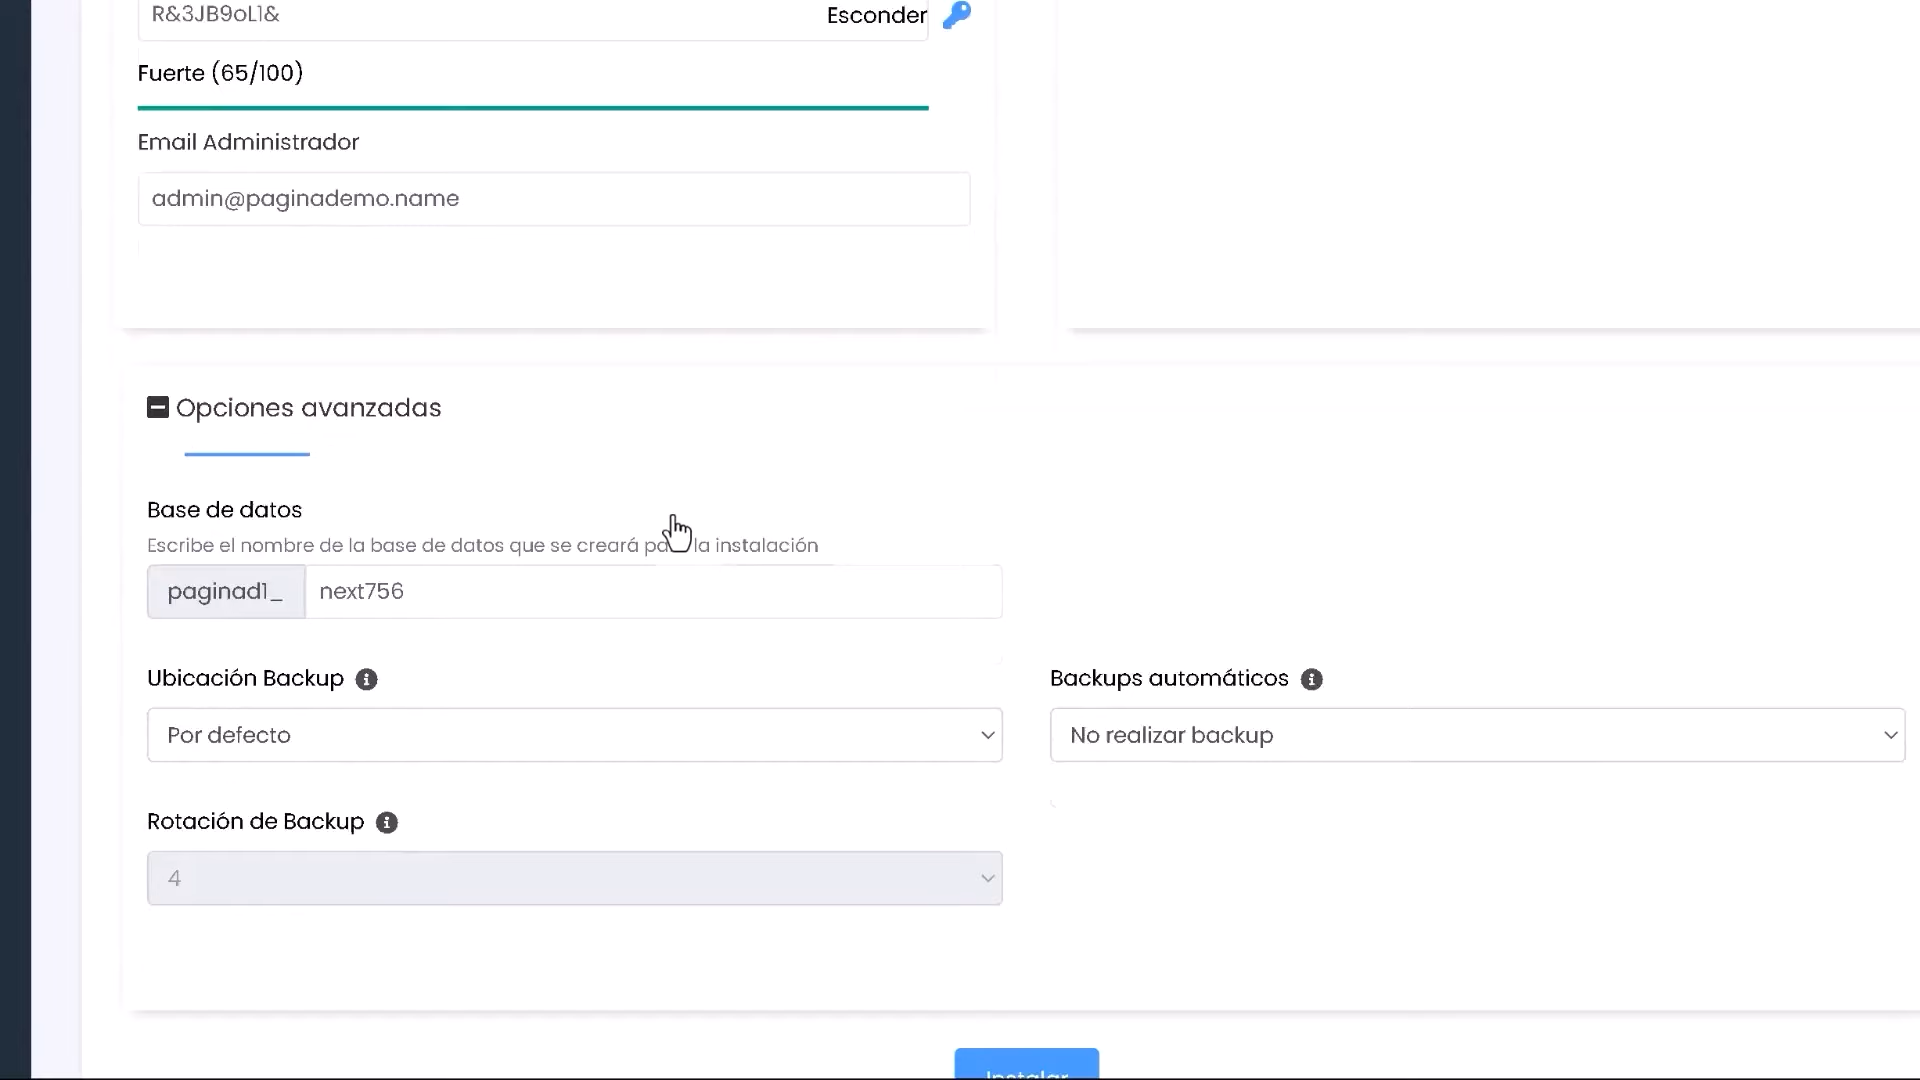 R&3JB9oL1& Esconder
Fuerte (65/100)
Email Administrador
admin@paginademo.name
Opciones avanzadas
Base de datos
Escribe el nombre de la base de datos que se creará para la instalación
paginad1_ next756
Ubicación Backup
Backups automáticos
Por defecto
No realizar backup
Rotación de Backup
4
Instalar